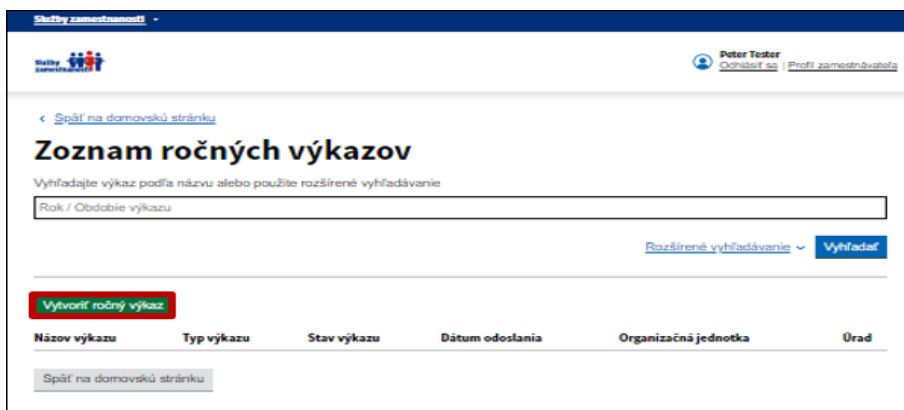 Služby zamestnanosti
Služby
zamestnanosti
Peter Tester
Odhlásiť sa | Profil zamestnávateľa
Späť na domovskú stránku
Zoznam ročných výkazov
Vyhľadajte výkaz podľa názvu alebo použite rozšírené vyhľadávanie
Rok / Obdobie výkazu
Rozšírené vyhľadávanie Vyhľadať
Vytvoriť ročný výkaz
Názov výkazu Typ výkazu Stav výkazu Dátum odoslania Organizačná jednotka Úrad
Späť na domovskú stránku